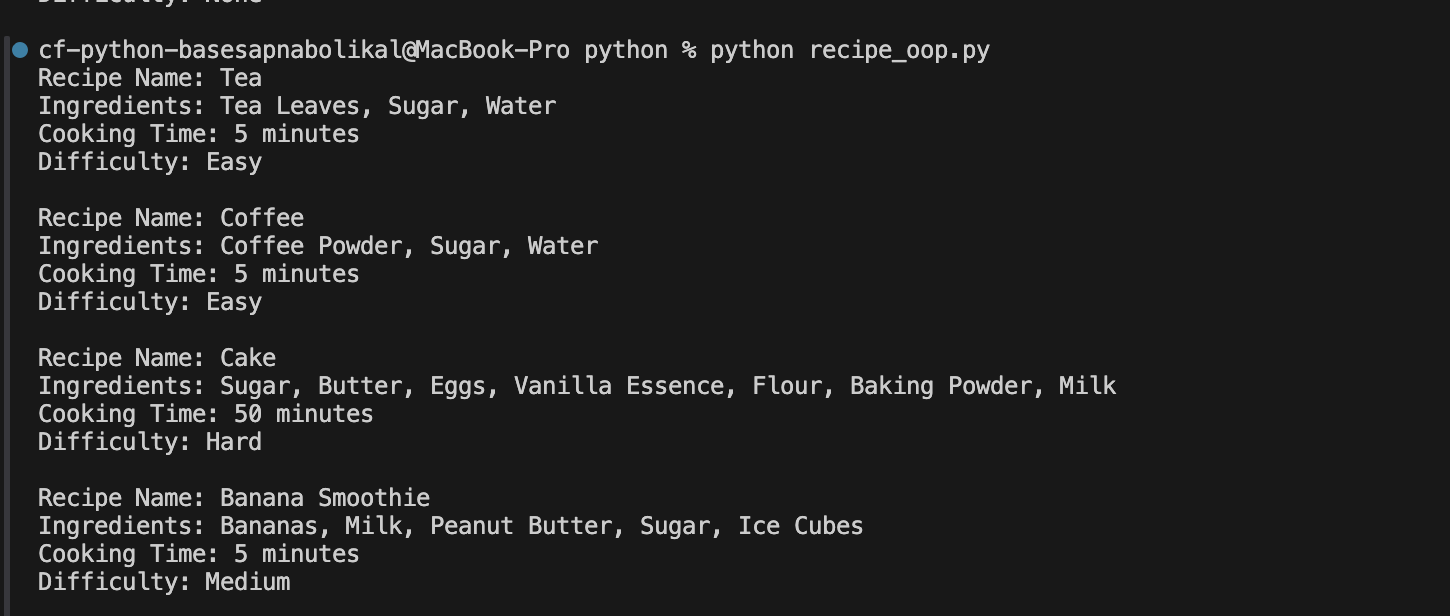 Difficulty: None
cf-python-basesapnabolikal@MacBook-Pro python % python recipe_oop.py
Recipe Name: Tea
Ingredients: Tea Leaves, Sugar, Water
Cooking Time: 5 minutes
Difficulty: Easy
Recipe Name: Coffee
Ingredients: Coffee Powder, Sugar, Water
Cooking Time: 5 minutes
Difficulty: Easy
Recipe Name: Cake
Ingredients: Sugar, Butter, Eggs, Vanilla Essence, Flour, Baking Powder, Milk
Cooking Time: 50 minutes
Difficulty: Hard
Recipe Name: Banana Smoothie
Ingredients: Bananas, Milk, Peanut Butter, Sugar, Ice Cubes
Cooking Time: 5 minutes
Difficulty: Medium